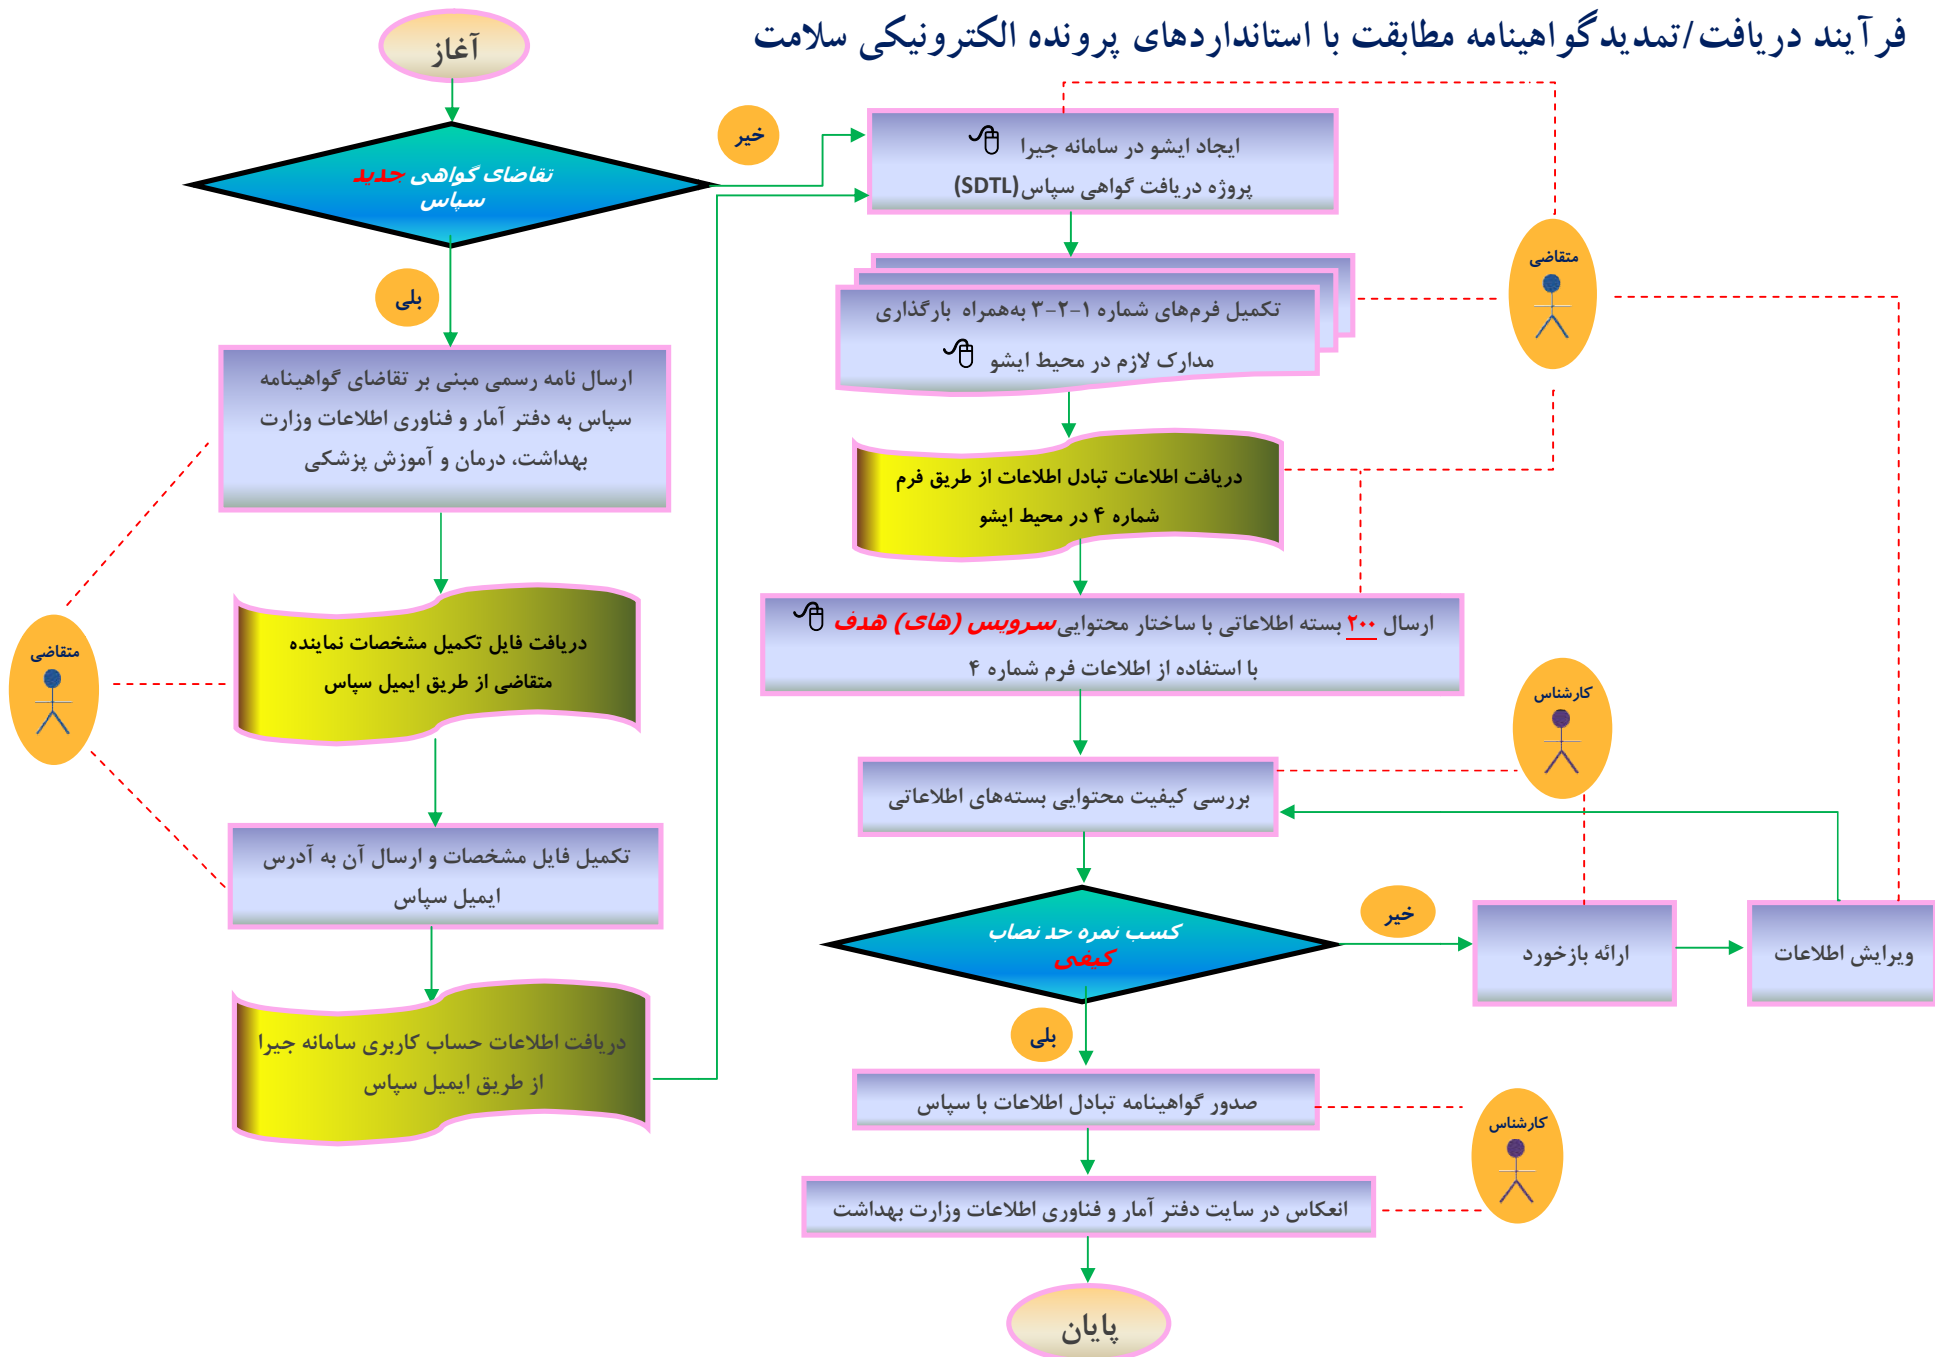 فرآیند دریافت/تمدیدگواهینامه مطابقت با استانداردهای پرونده الکترونیکی سلامت
آغاز
تقاضای گواهی جدید
سپاس
خیر
بلی
ارسال نامه رسمی مبنی بر تقاضای گواهینامه
سپاس به دفتر آمار و فناوری اطلاعات وزارت
بهداشت، درمان و آموزش پزشکی
دریافت فایل تکمیل مشخصات نماینده
متقاضی از طریق ایمیل سپاس
متقاضی
تکمیل فایل مشخصات و ارسال آن به آدرس
ایمیل سپاس
دریافت اطلاعات حساب کاربری سامانه جیرا
از طریق ایمیل سپاس
ایجاد ایشو در سامانه جیرا
پروژه دریافت گواهی سپاس(SDTL)
متقاضی
تکمیل فرم‌های شماره ۱-۲-۳ به‌همراه بارگذاری
مدارک لازم در محیط ایشو
دریافت اطلاعات تبادل اطلاعات از طریق فرم
شماره ۴ در محیط ایشو
ارسال ۲۰۰ بسته اطلاعاتی با ساختار محتوایی سرویس (های) هدف
با استفاده از اطلاعات فرم شماره ۴
کارشناس
بررسی کیفیت محتوایی بسته‌های اطلاعاتی
کسب نمره حد نصاب
کیفی
خیر
ارائه بازخورد
ویرایش اطلاعات
بلی
صدور گواهینامه تبادل اطلاعات با سپاس
کارشناس
انعکاس در سایت دفتر آمار و فناوری اطلاعات وزارت بهداشت
پایان